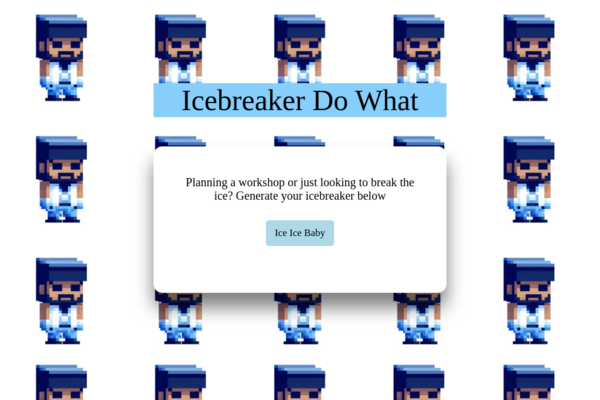 Icebreaker Do What
Planning a workshop or just looking to break the
ice? Generate your icebreaker below
Ice Ice Baby